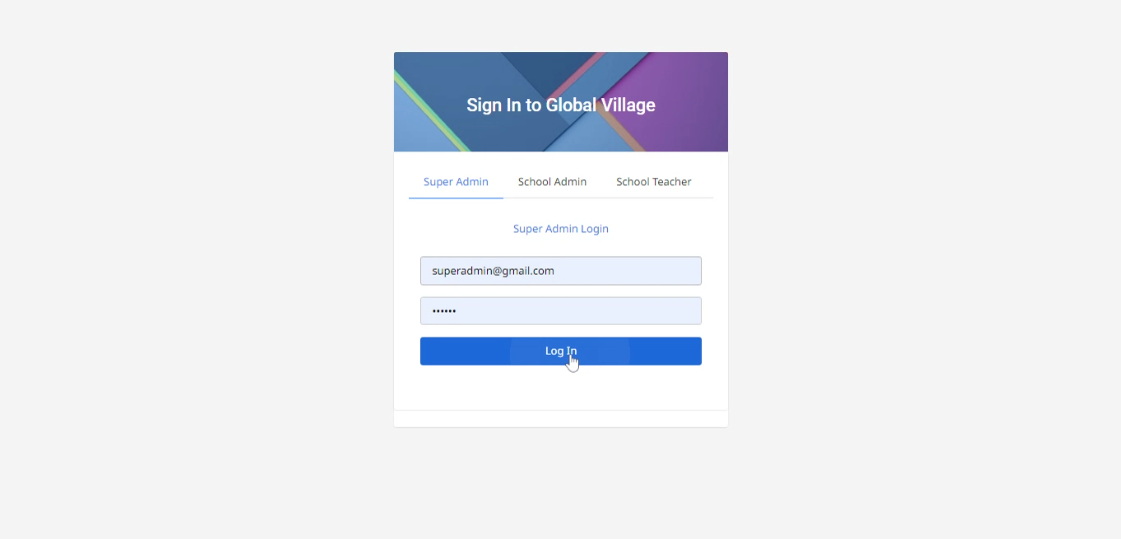 Sign In to Global Village
Super Admin School Admin School Teacher
Super Admin Login
superadmin@gmail.com
••••••
Log In